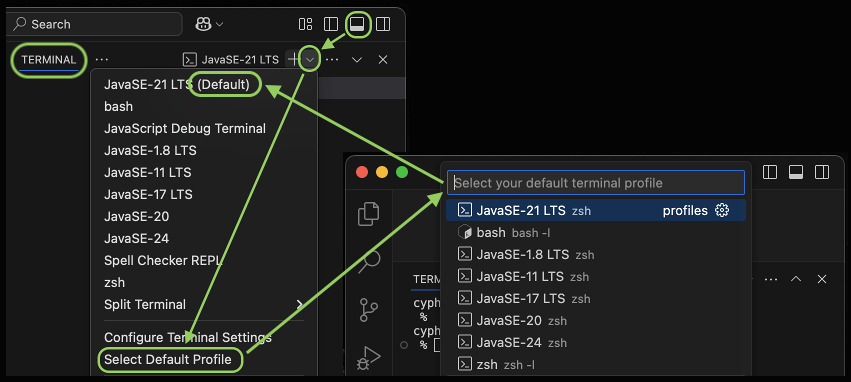 Search
TERMINAL
JavaSE-21 LTS
JavaSE-21 LTS (Default)
bash
JavaScript Debug Terminal
JavaSE-1.8 LTS
JavaSE-11 LTS
JavaSE-17 LTS
JavaSE-20
JavaSE-24
Spell Checker REPL
zsh
Split Terminal
Configure Terminal Settings
Select Default Profile
Select your default terminal profile
JavaSE-21 LTS zsh profiles
bash bash -l
JavaSE-1.8 LTS zsh
JavaSE-11 LTS zsh
JavaSE-17 LTS zsh
JavaSE-20 zsh
JavaSE-24 zsh
zsh zsh -l
TERM
cyph
%
cyph
%